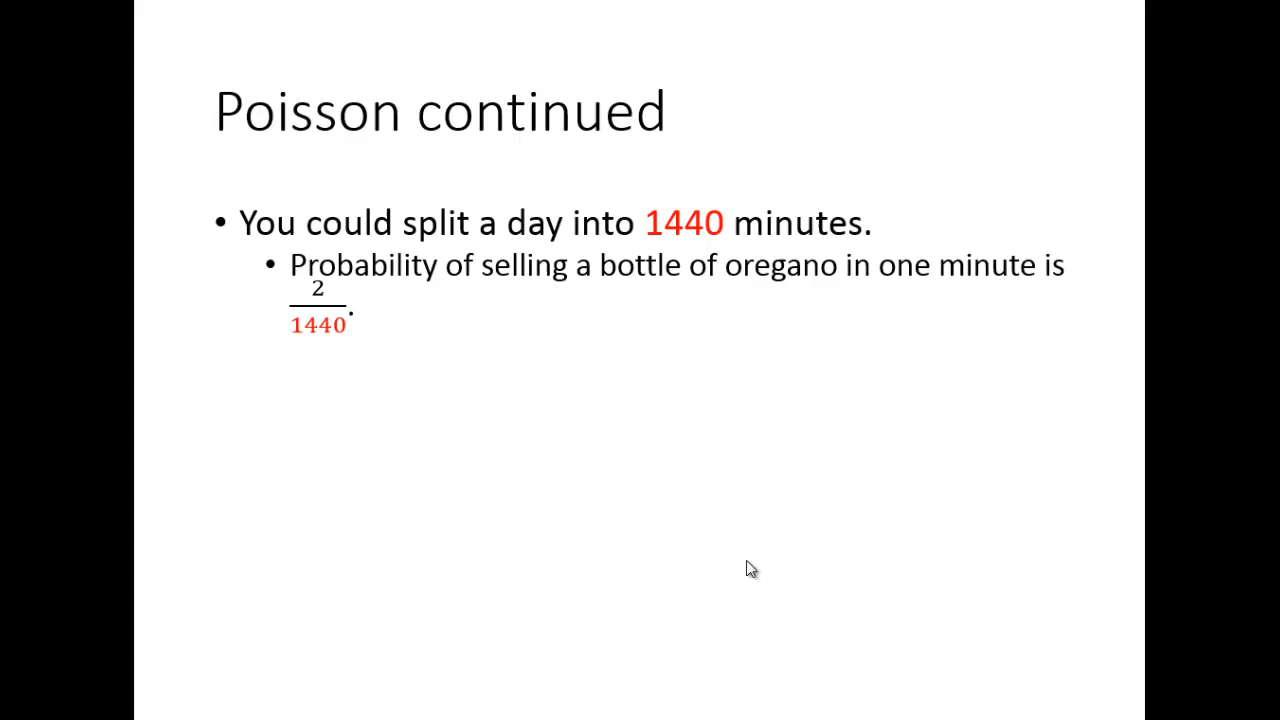 Poisson continued
• You could split a day into 1440 minutes.
• Probability of selling a bottle of oregano in one minute is
2/1440.